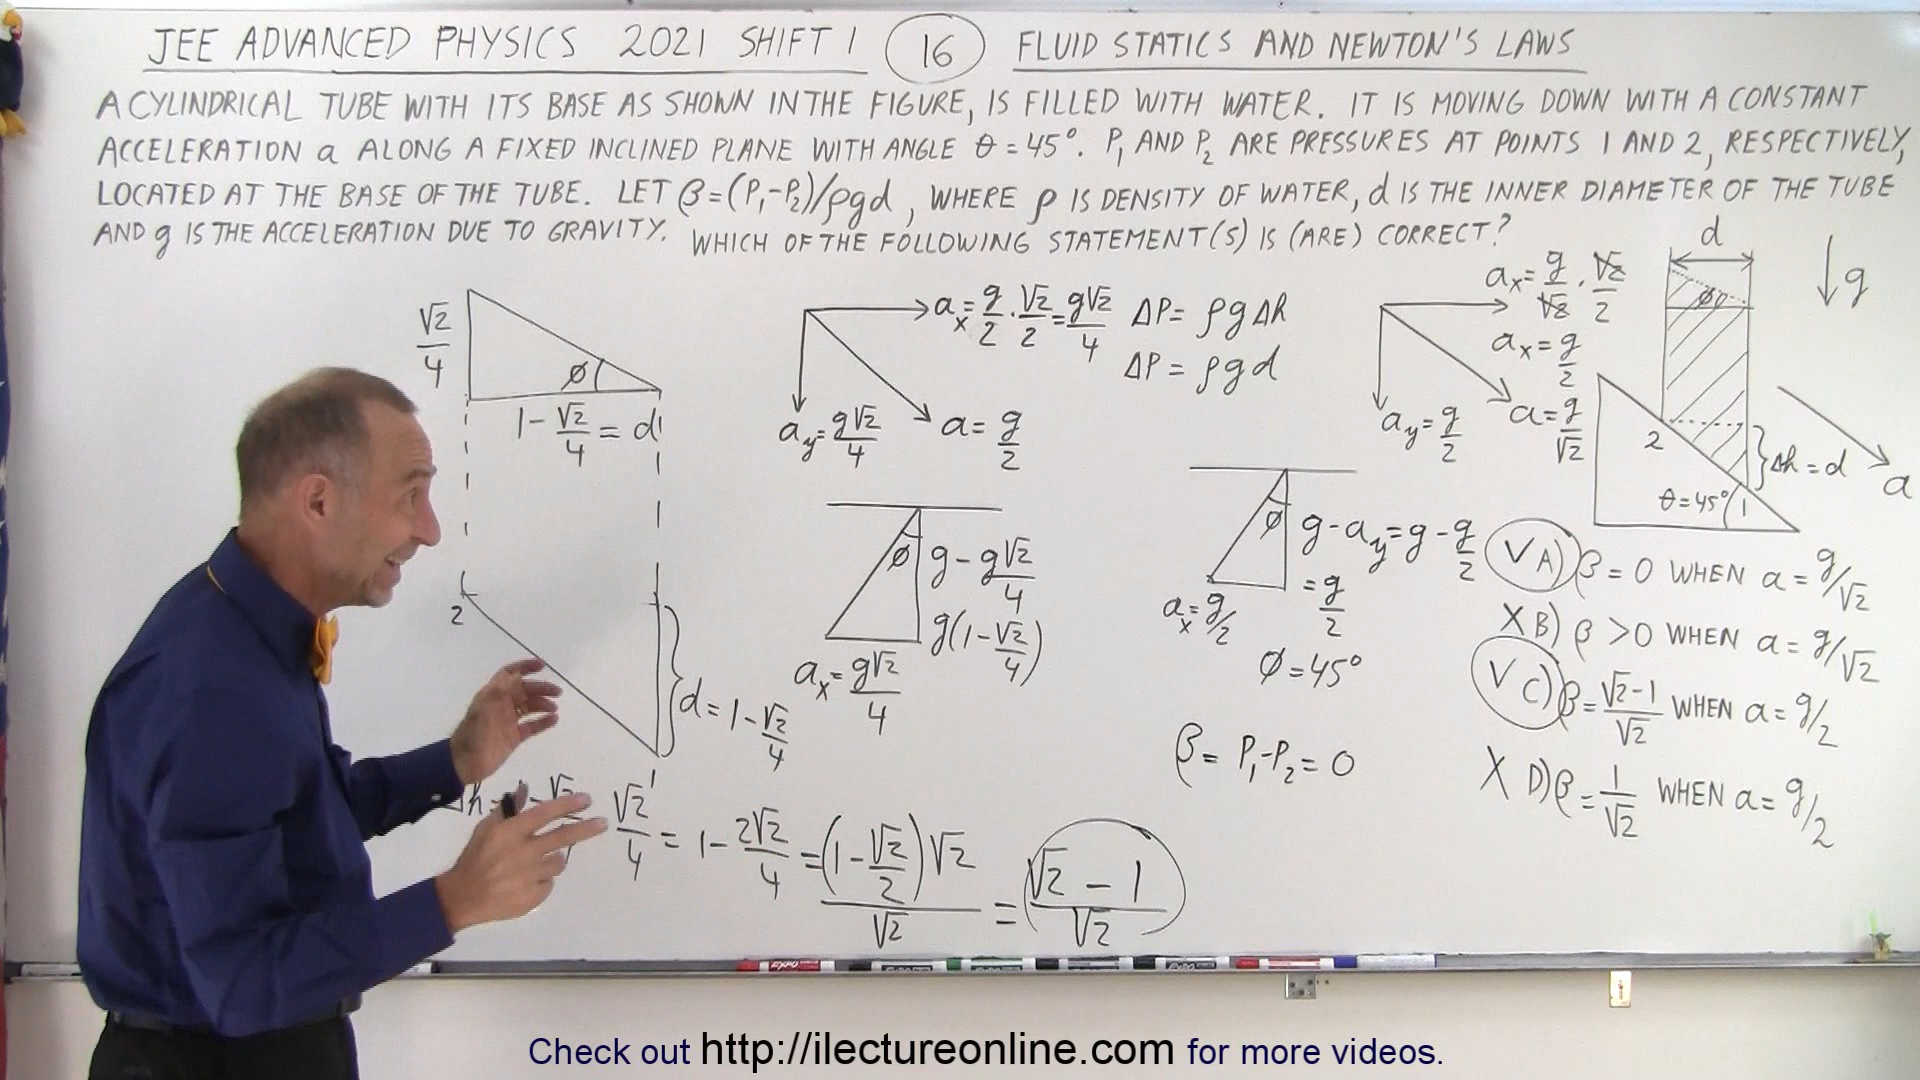 JEE ADVANCED PHYSICS 2021 SHIFT 1 16 FLUID STATICS AND NEWTON'S LAWS
A CYLINDRICAL TUBE WITH ITS BASE AS SHOWN IN THE FIGURE, IS FILLED WITH WATER. IT IS MOVING DOWN WITH A CONSTANT
ACCELERATION a ALONG A FIXED INCLINED PLANE WITH ANGLE θ = 45°. P₁ AND P₂ ARE PRESSURES AT POINTS 1 AND 2, RESPECTIVELY,
LOCATED AT THE BASE OF THE TUBE. LET β = (P₁-P₂)/ρgd, WHERE ρ IS DENSITY OF WATER, d IS THE INNER DIAMETER OF THE TUBE
AND g IS THE ACCELERATION DUE TO GRAVITY. WHICH OF THE FOLLOWING STATEMENT(S) IS (ARE) CORRECT?
√2/4
ø
1 - √2/4 = d
2
d = 1 - √2/4
√2/4 = 1 - 2√2/4 = (1 - √2/2)√2/√2 = (√2 - 1)/√2
aₓ = g/2 · √2/2 = g√2/4
a_y = g√2/4
a = g/2
ΔP = ρgΔh
ΔP = ρgd
ø
g - g√2/4
g(1 - √2/4)
aₓ = g√2/4
aₓ = g/√2 · √2/2
aₓ = g/2
a_y = g/2
a = g/√2
ø
g - a_y = g - g/2
= g/2
aₓ = g/2
ø = 45°
β = P₁ - P₂ = 0
d
g
ø
2
Δh = d
θ = 45°
1
a
V A) β = 0 WHEN a = g/√2
X B) β > 0 WHEN a = g/√2
V C) β = (√2-1)/√2 WHEN a = g/2
X D) β = 1/√2 WHEN a = g/2
EXPO
Check out http://ilectureonline.com for more videos.